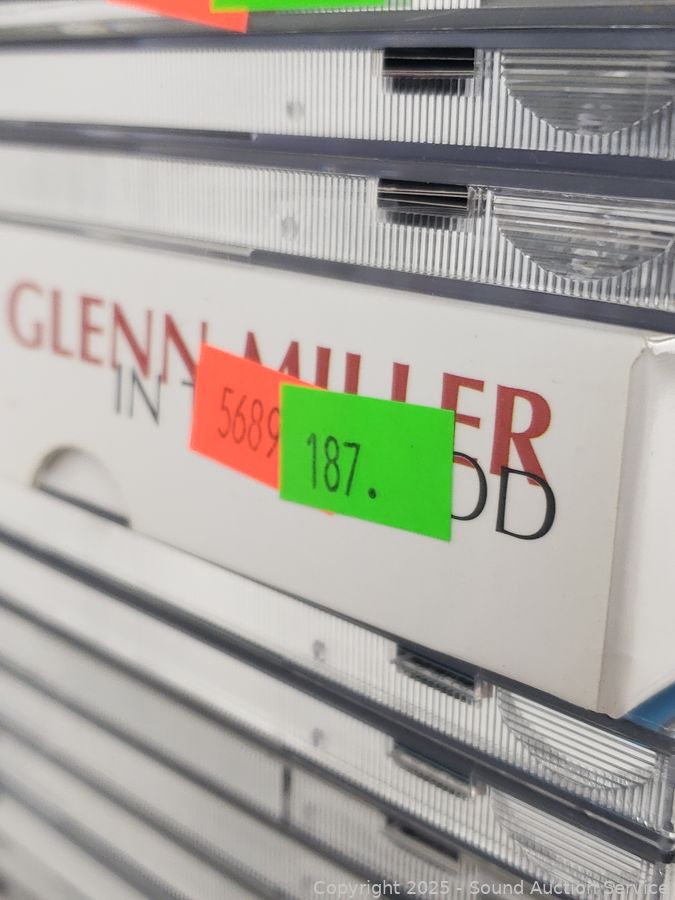 GLENN MILLER
IN T OD
5689
187.
Copyright 2025 - Sound Auction Service